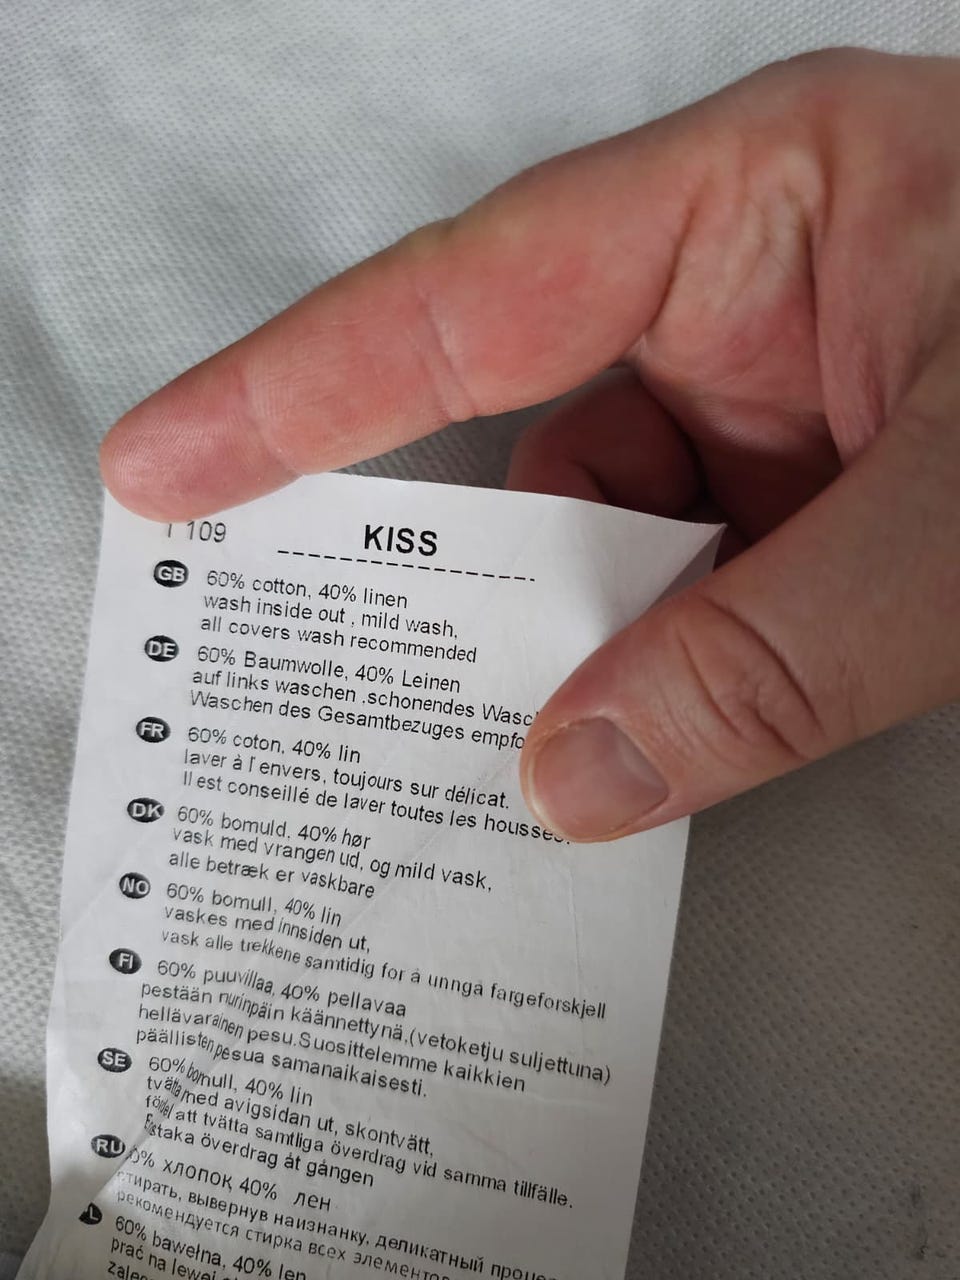 109
KISS
GB 60% cotton, 40% linen
wash inside out , mild wash,
all covers wash recommended
DE 60% Baumwolle, 40% Leinen
auf links waschen .schonendes
Waschen des Gesamtbezuges
FR 60% coton, 40% lin
laver à l'envers, toujours sur délicat.
Il est conseillé de laver toutes les housses.
DK 60% bomuld, 40% hør
vask med vrangen ud, og mild vask,
alle betræk er vaskbare
NO 60% bomull, 40% lin
vaskes med innsiden ut,
vask alle trekkene samtidig for å unngå fargeforskjell
FI 60% puuvillaa, 40% pellavaa
pestään nurinpäin käännettynä,(vetoketju suljettuna)
hellävarainen pesu.Suosittelemme kaikkien
päällisten pesua samanaikaisesti.
SE 60% bomull, 40% lin
tvätta med avigsidan ut, skontvätt,
fördel att tvätta samtliga överdrag vid samma tillfälle.
överdrag åt gången
RU хлопок 40% лен
стирать, вывернув наизнанку, деликатный
рекомендуется стирка всех
60% bawełna, 40% len
prać na lewej